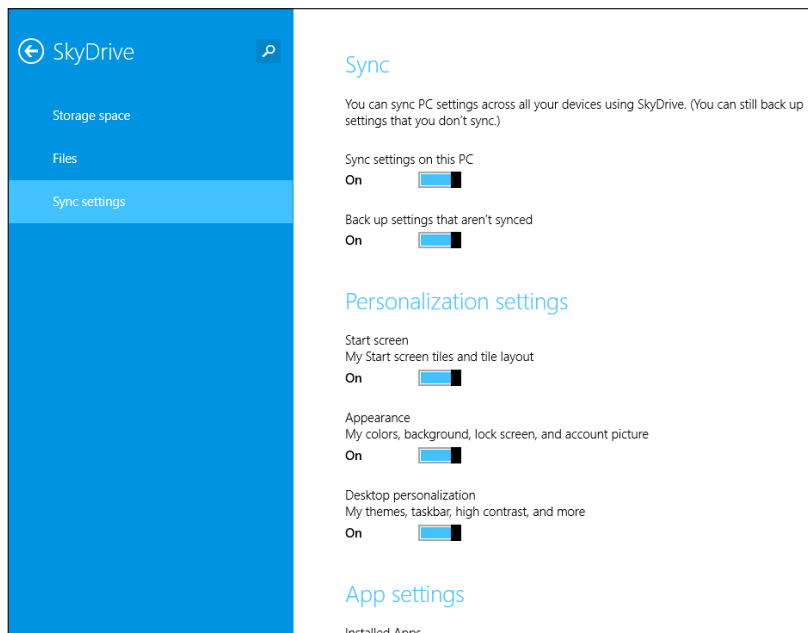 SkyDrive
Storage space
Files
Sync settings
Sync
You can sync PC settings across all your devices using SkyDrive. (You can still back up
settings that you don't sync.)
Sync settings on this PC
On
Back up settings that aren't synced
On
Personalization settings
Start screen
My Start screen tiles and tile layout
On
Appearance
My colors, background, lock screen, and account picture
On
Desktop personalization
My themes, taskbar, high contrast, and more
On
App settings
Installed Apps